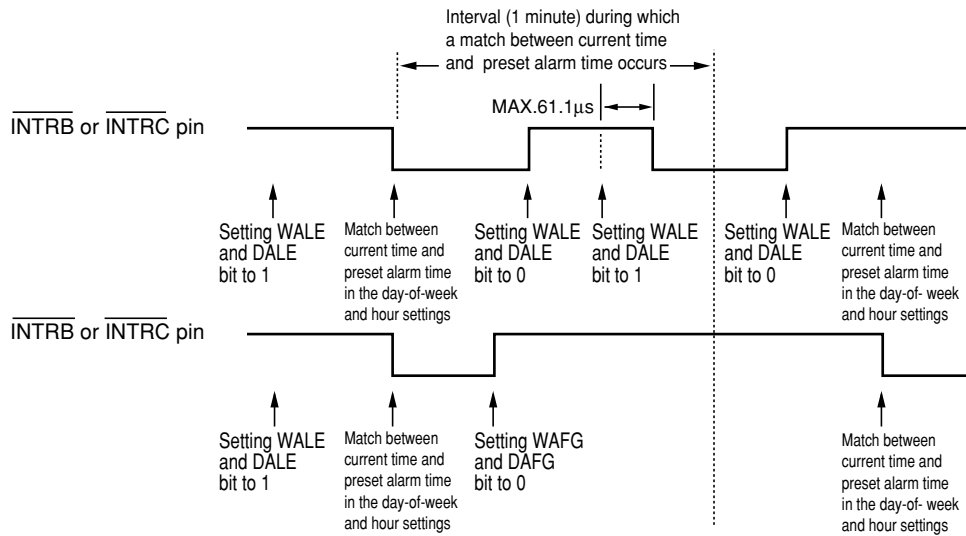 Interval (1 minute) during which
a match between current time
and preset alarm time occurs
MAX.61.1µs
INTRB or INTRC pin
Setting WALE
and DALE
bit to 1
Match between
current time and
preset alarm time
in the day-of-week
and hour settings
Setting WALE
and DALE
bit to 0
Setting WALE
and DALE
bit to 1
Setting WALE
and DALE
bit to 0
Match between
current time and
preset alarm time
in the day-of- week
and hour settings
INTRB or INTRC pin
Setting WALE
and DALE
bit to 1
Match between
current time and
preset alarm time
in the day-of-week
and hour settings
Setting WAFG
and DAFG
bit to 0
Match between
current time and
preset alarm time
in the day-of- week
and hour settings